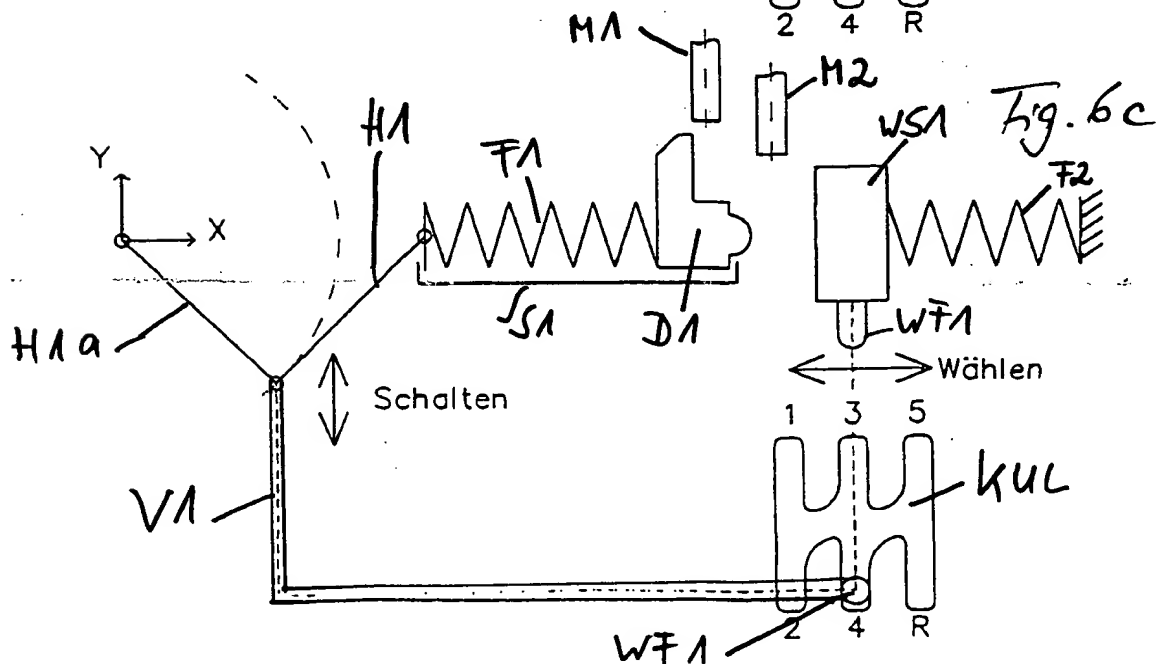 2 4 R
M1
M2
Fig. 6c
H1
F1
WS1
F2
Y
X
SS1
D1
WF1
H1a
Wählen
Schalten
1 3 5
V1
KUL
2 4 R
WF1